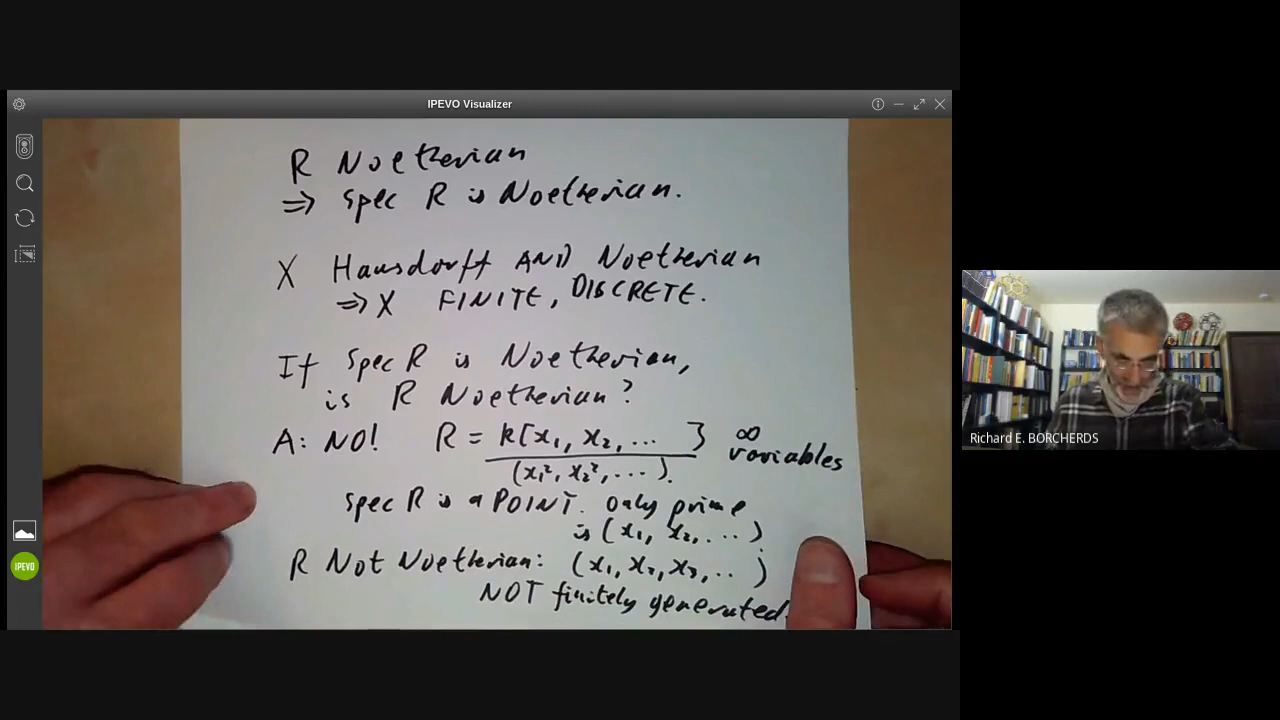 IPEVO Visualizer
R Noetherian
⇒ Spec R is Noetherian.
X Hausdorff AND Noetherian
⇒ X FINITE, DISCRETE.
If Spec R is Noetherian,
is R Noetherian?
A: NO! R = k[x₁, x₂, ... ] ∞
variables
(x₁², x₂², ...).
Spec R is a POINT. Only prime
is (x₁, x₂, ...).
R Not Noetherian: (x₁, x₂, x₃, .. )
NOT finitely generated.
IPEVO
Richard E. BORCHERDS